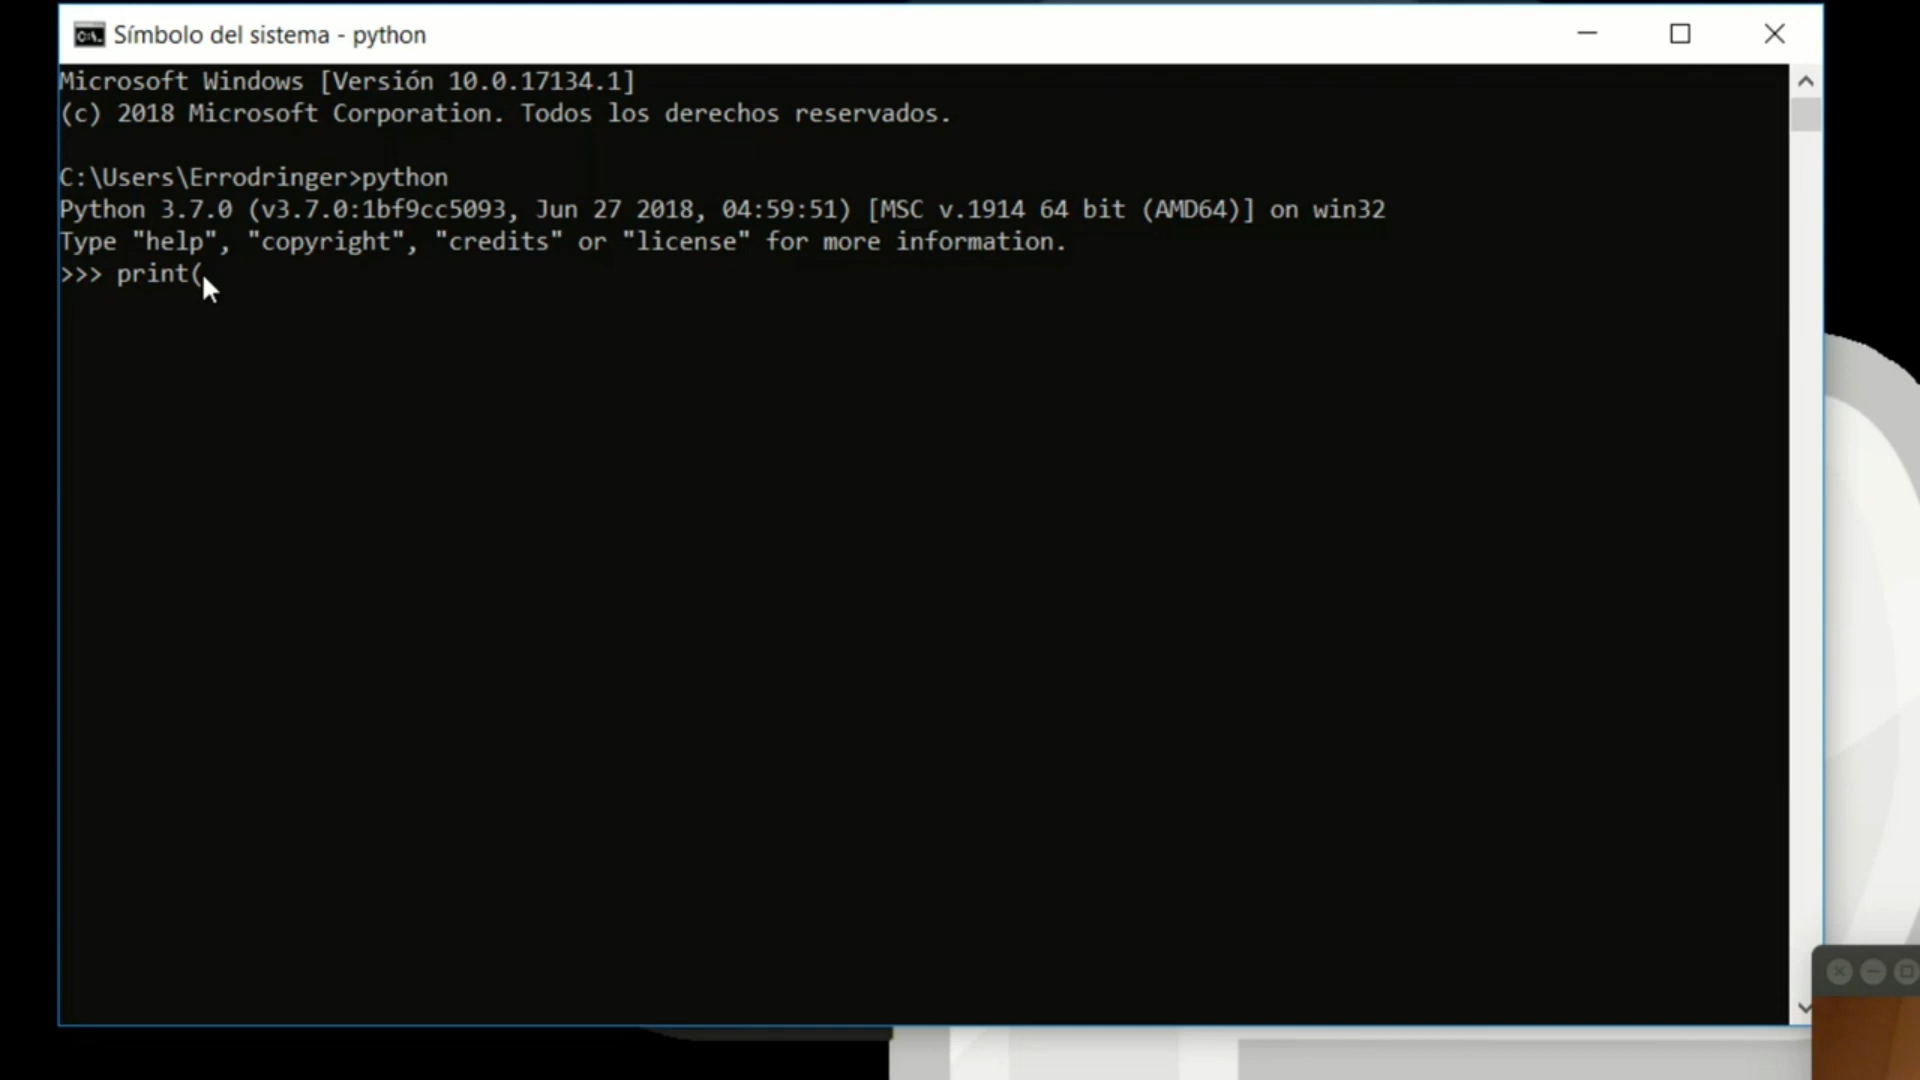 Símbolo del sistema - python
Microsoft Windows [Versión 10.0.17134.1]
(c) 2018 Microsoft Corporation. Todos los derechos reservados.
C:\Users\Errodringer>python
Python 3.7.0 (v3.7.0:1bf9cc5093, Jun 27 2018, 04:59:51) [MSC v.1914 64 bit (AMD64)] on win32
Type "help", "copyright", "credits" or "license" for more information.
>>> print(